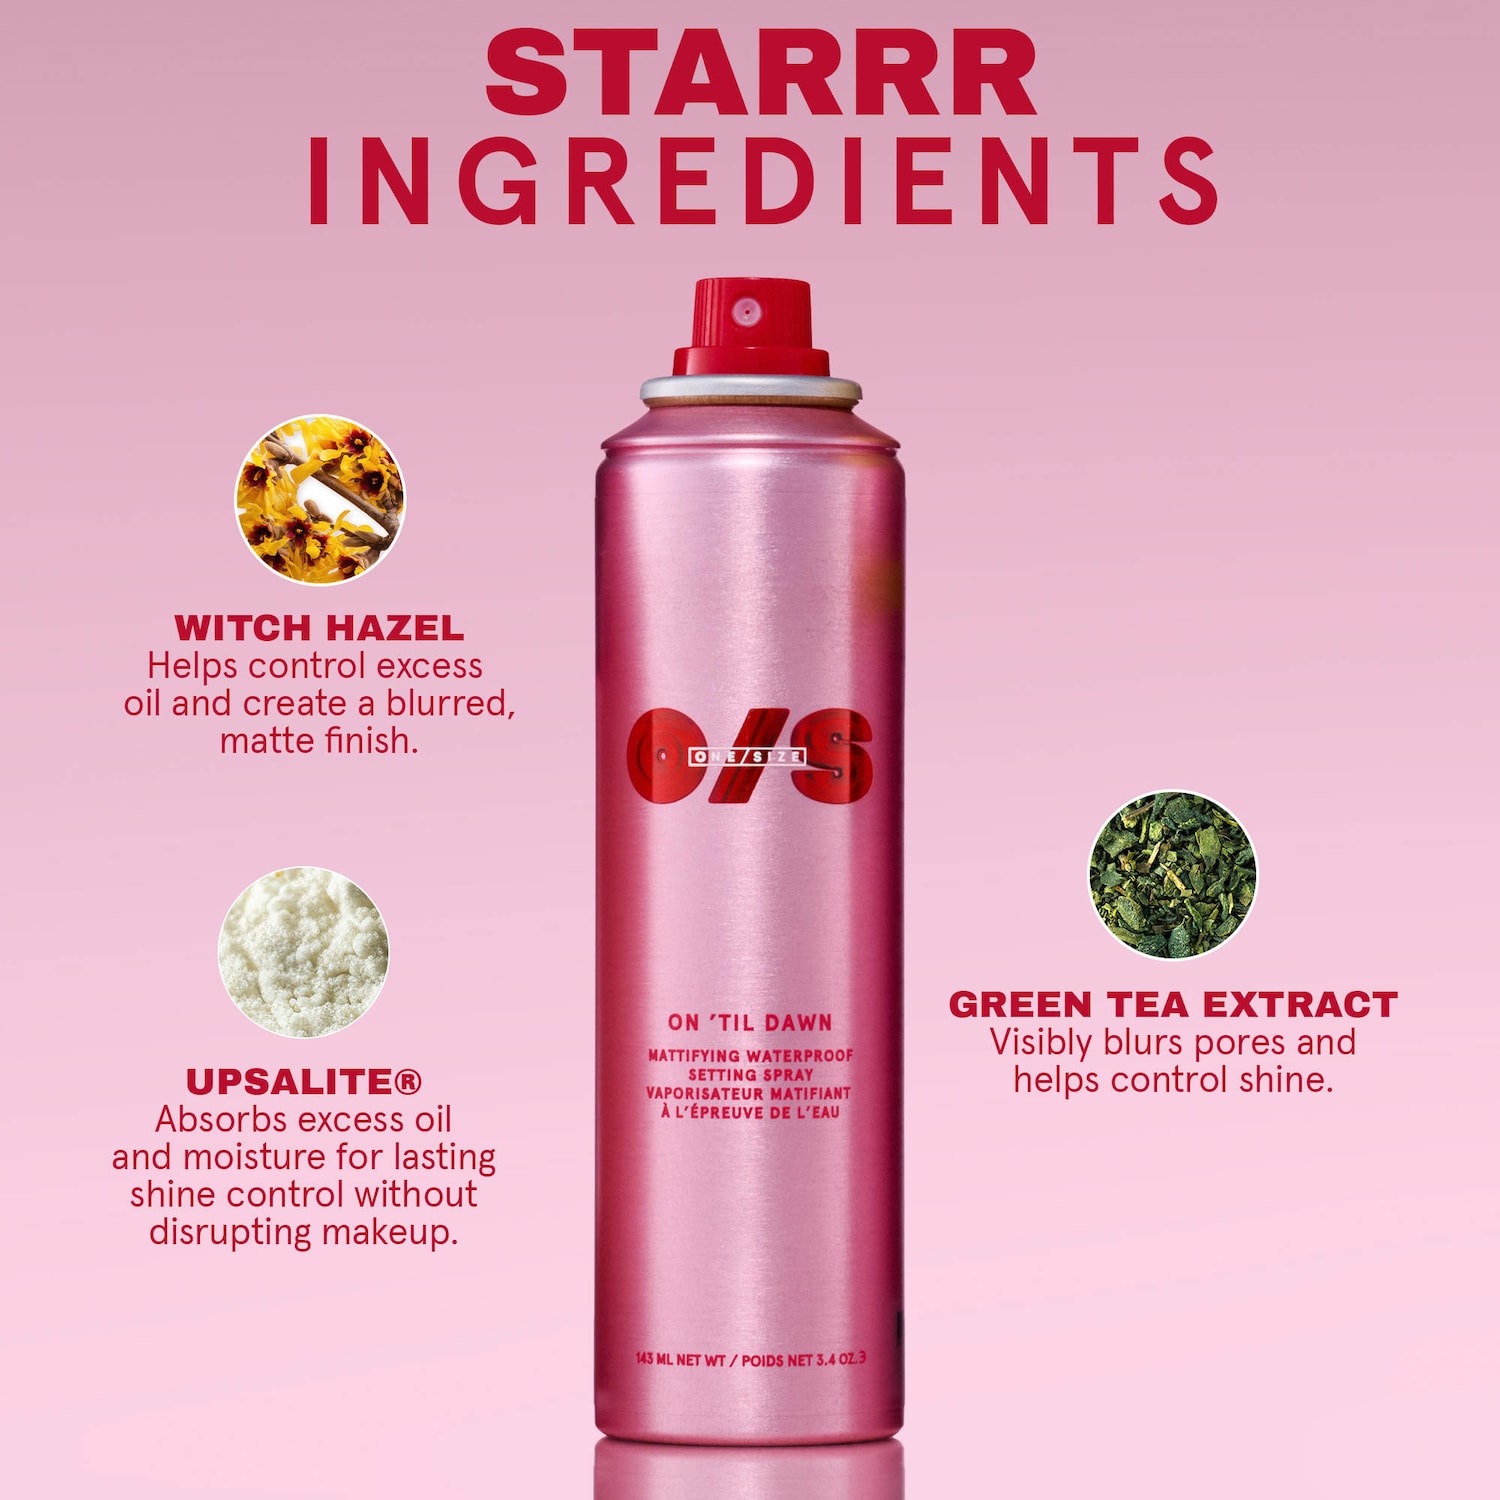 STARRR
INGREDIENTS
WITCH HAZEL
Helps control excess
oil and create a blurred,
matte finish.
UPSALITE®
Absorbs excess oil
and moisture for lasting
shine control without
disrupting makeup.
O/S
ONE/SIZE
ON ’TIL DAWN
MATTIFYING WATERPROOF
SETTING SPRAY
VAPORISATEUR MATIFIANT
À L’ÉPREUVE DE L’EAU
143 ML NET WT / POIDS NET 3.4 OZ. ℮
GREEN TEA EXTRACT
Visibly blurs pores and
helps control shine.